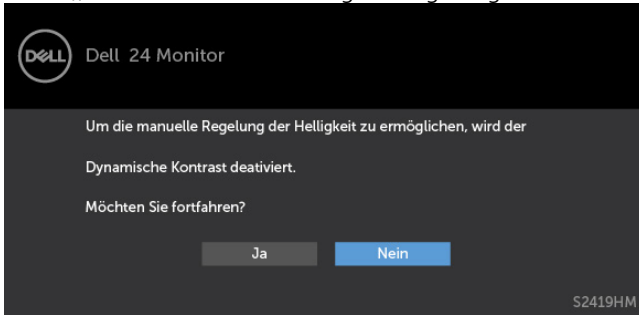 DELL
Dell 24 Monitor
Um die manuelle Regelung der Helligkeit zu ermöglichen, wird der
Dynamische Kontrast deativiert.
Möchten Sie fortfahren?
Ja Nein
S2419HM